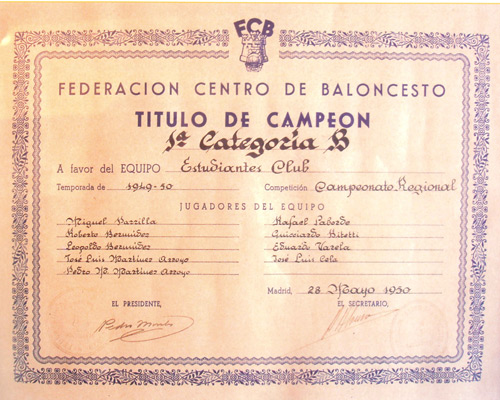 FCB
FEDERACION CENTRO DE BALONCESTO
TITULO DE CAMPEON
1ª Categoría B
A favor del EQUIPO Estudiantes Club
Temporada de 1949-50 Competición Campeonato Regional
JUGADORES DEL EQUIPO
Miguel Parrilla Rafael Laborde
Roberto Bermúdez Guicciardo Bitetti
Leopoldo Bermúdez Eduardo Varela
José Luis Martínez Arroyo José Luis Cela
Pedro M. Martínez Arroyo
Madrid, 28 Mayo 1950
EL PRESIDENTE, EL SECRETARIO,